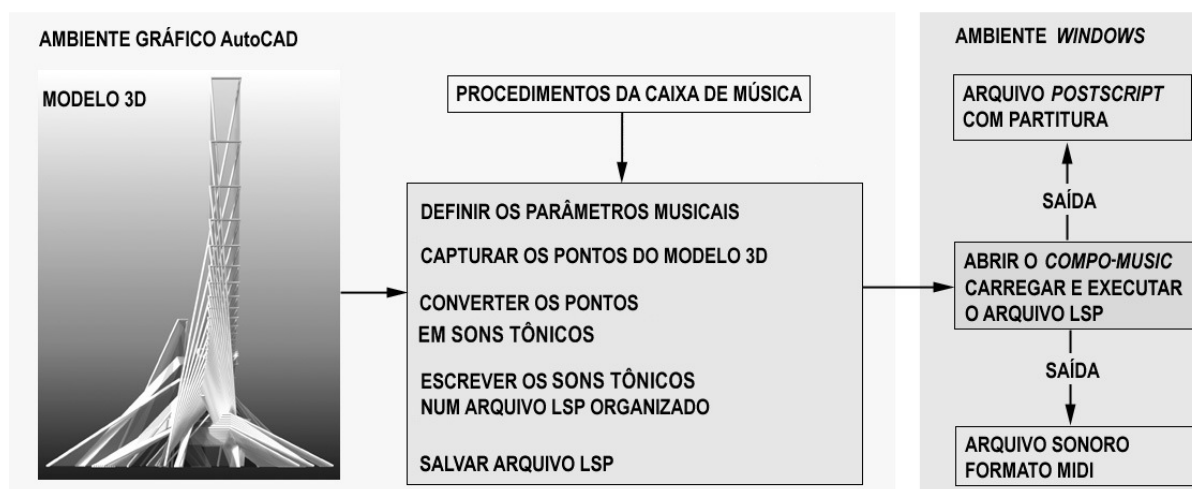 AMBIENTE GRÁFICO AutoCAD
MODELO 3D
PROCEDIMENTOS DA CAIXA DE MÚSICA
DEFINIR OS PARÂMETROS MUSICAIS
CAPTURAR OS PONTOS DO MODELO 3D
CONVERTER OS PONTOS
EM SONS TÔNICOS
ESCREVER OS SONS TÔNICOS
NUM ARQUIVO LSP ORGANIZADO
SALVAR ARQUIVO LSP
AMBIENTE WINDOWS
ARQUIVO POSTSCRIPT
COM PARTITURA
SAÍDA
ABRIR O COMPO-MUSIC
CARREGAR E EXECUTAR
O ARQUIVO LSP
SAÍDA
ARQUIVO SONORO
FORMATO MIDI